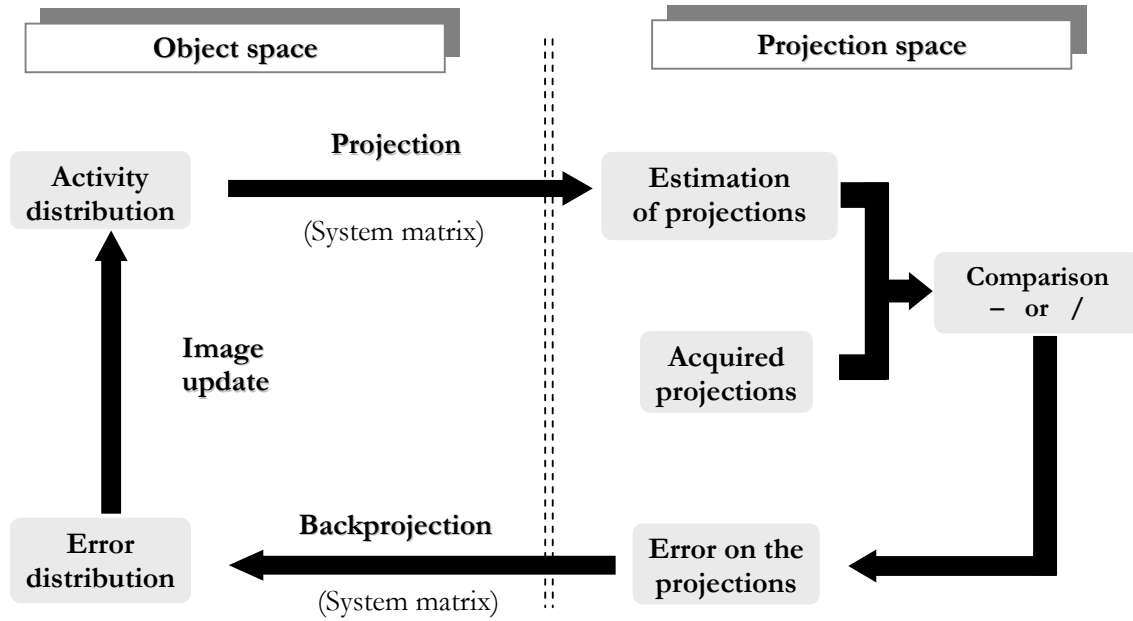 Object space
Projection space
Projection
(System matrix)
Activity
distribution
Estimation
of projections
Comparison
– or /
Acquired
projections
Image
update
Backprojection
(System matrix)
Error
distribution
Error on the
projections